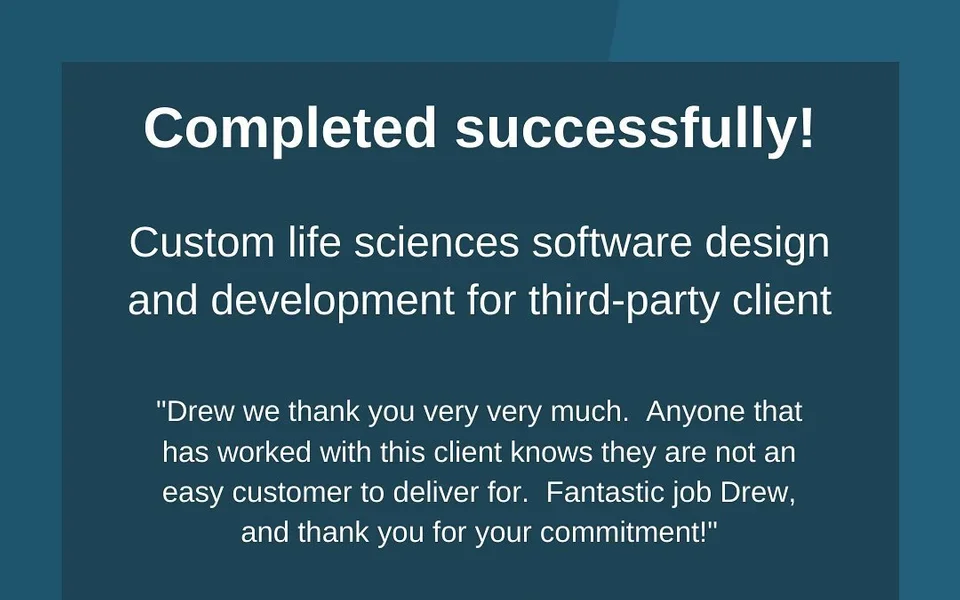 Completed successfully!
Custom life sciences software design
and development for third-party client
"Drew we thank you very very much.  Anyone that
has worked with this client knows they are not an
easy customer to deliver for.  Fantastic job Drew,
and thank you for your commitment!"